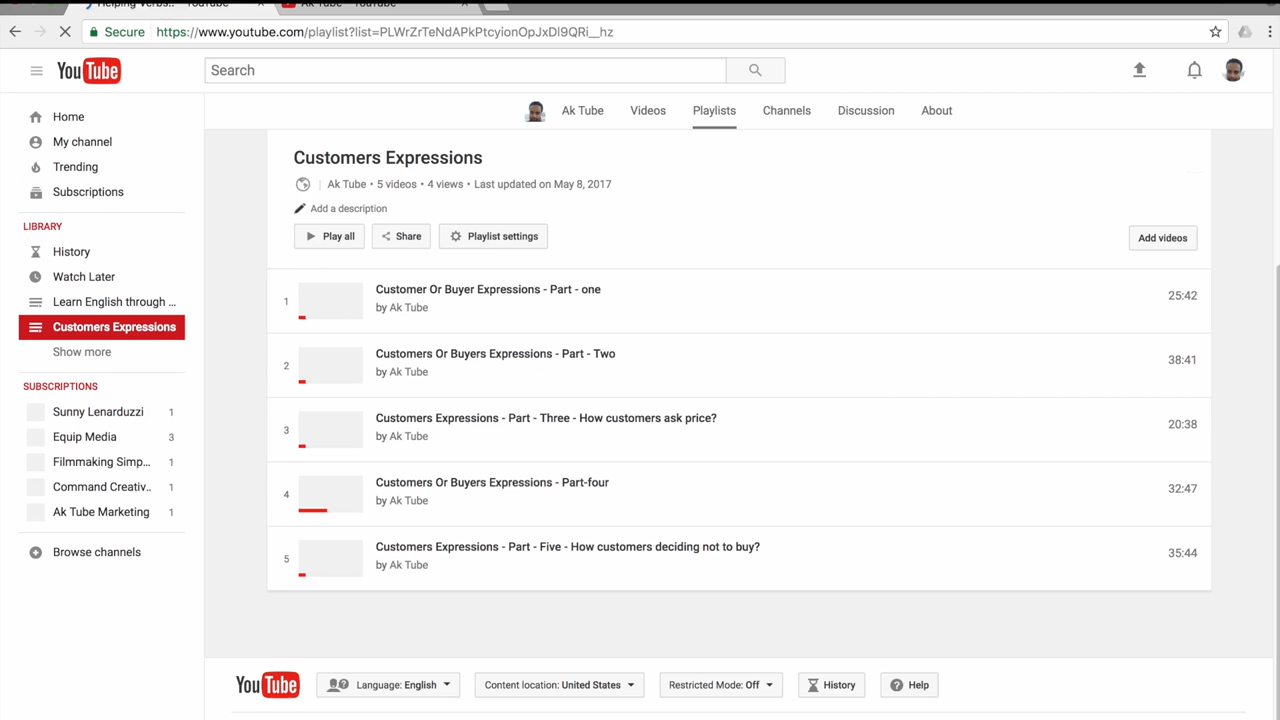 Helping Verbs..
YouTube
Ak Tube - YouTube
Secure https://www.youtube.com/playlist?list=PLWrZrTeNdAPkPtcyionOpJxDl9QRi__hz
YouTube
Search
Home
My channel
Trending
Subscriptions
LIBRARY
History
Watch Later
Learn English through ...
Customers Expressions
Show more
SUBSCRIPTIONS
Sunny Lenarduzzi 1
Equip Media 3
Filmmaking Simp... 1
Command Creativ.. 1
Ak Tube Marketing 1
Browse channels
Ak Tube Videos Playlists Channels Discussion About
Customers Expressions
Ak Tube • 5 videos • 4 views • Last updated on May 8, 2017
Add a description
Play all Share Playlist settings
Add videos
1
Customer Or Buyer Expressions - Part - one
by Ak Tube
25:42
2
Customers Or Buyers Expressions - Part - Two
by Ak Tube
38:41
3
Customers Expressions - Part - Three - How customers ask price?
by Ak Tube
20:38
4
Customers Or Buyers Expressions - Part-four
by Ak Tube
32:47
5
Customers Expressions - Part - Five - How customers deciding not to buy?
by Ak Tube
35:44
YouTube Language: English Content location: United States Restricted Mode: Off History Help